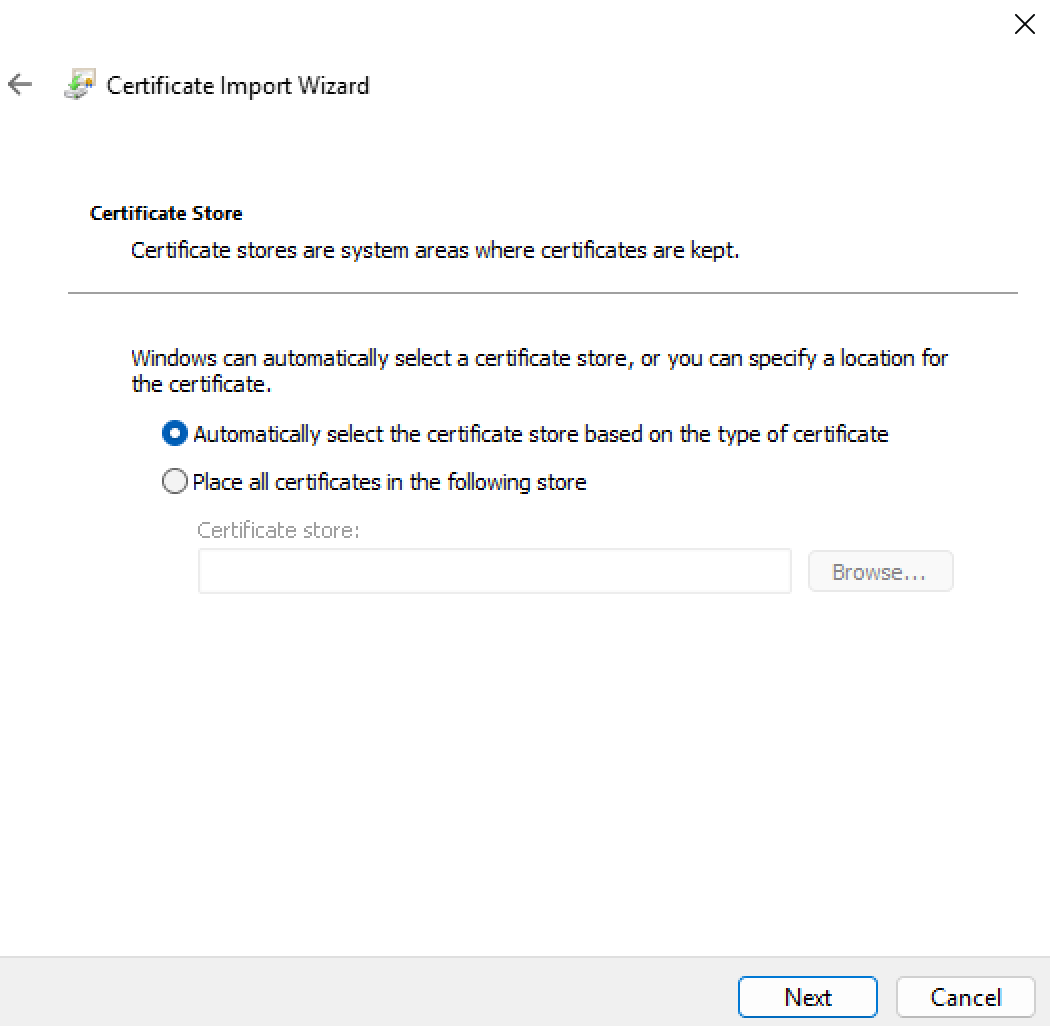 Certificate Import Wizard
Certificate Store
Certificate stores are system areas where certificates are kept.
Windows can automatically select a certificate store, or you can specify a location for
the certificate.
Automatically select the certificate store based on the type of certificate
Place all certificates in the following store
Certificate store:
Browse...
Next
Cancel